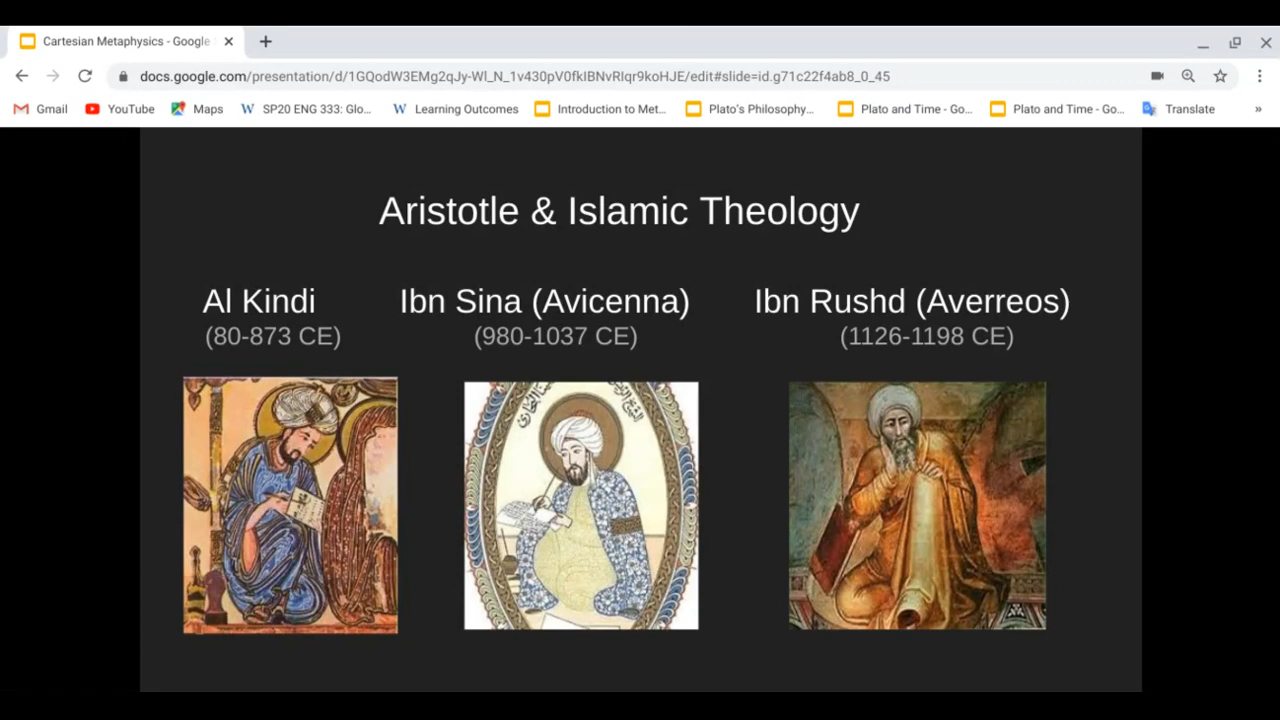 Cartesian Metaphysics - Google
docs.google.com/presentation/d/1GQodW3EMg2qJy-Wl_N_1v430pV0fkIBNvRIqr9koHJE/edit#slide=id.g71c22f4ab8_0_45
Gmail YouTube Maps SP20 ENG 333: Glo... Learning Outcomes Introduction to Met... Plato's Philosophy... Plato and Time - Go... Plato and Time - Go... Translate »
Aristotle & Islamic Theology
Al Kindi Ibn Sina (Avicenna) Ibn Rushd (Averreos)
(80-873 CE) (980-1037 CE) (1126-1198 CE)